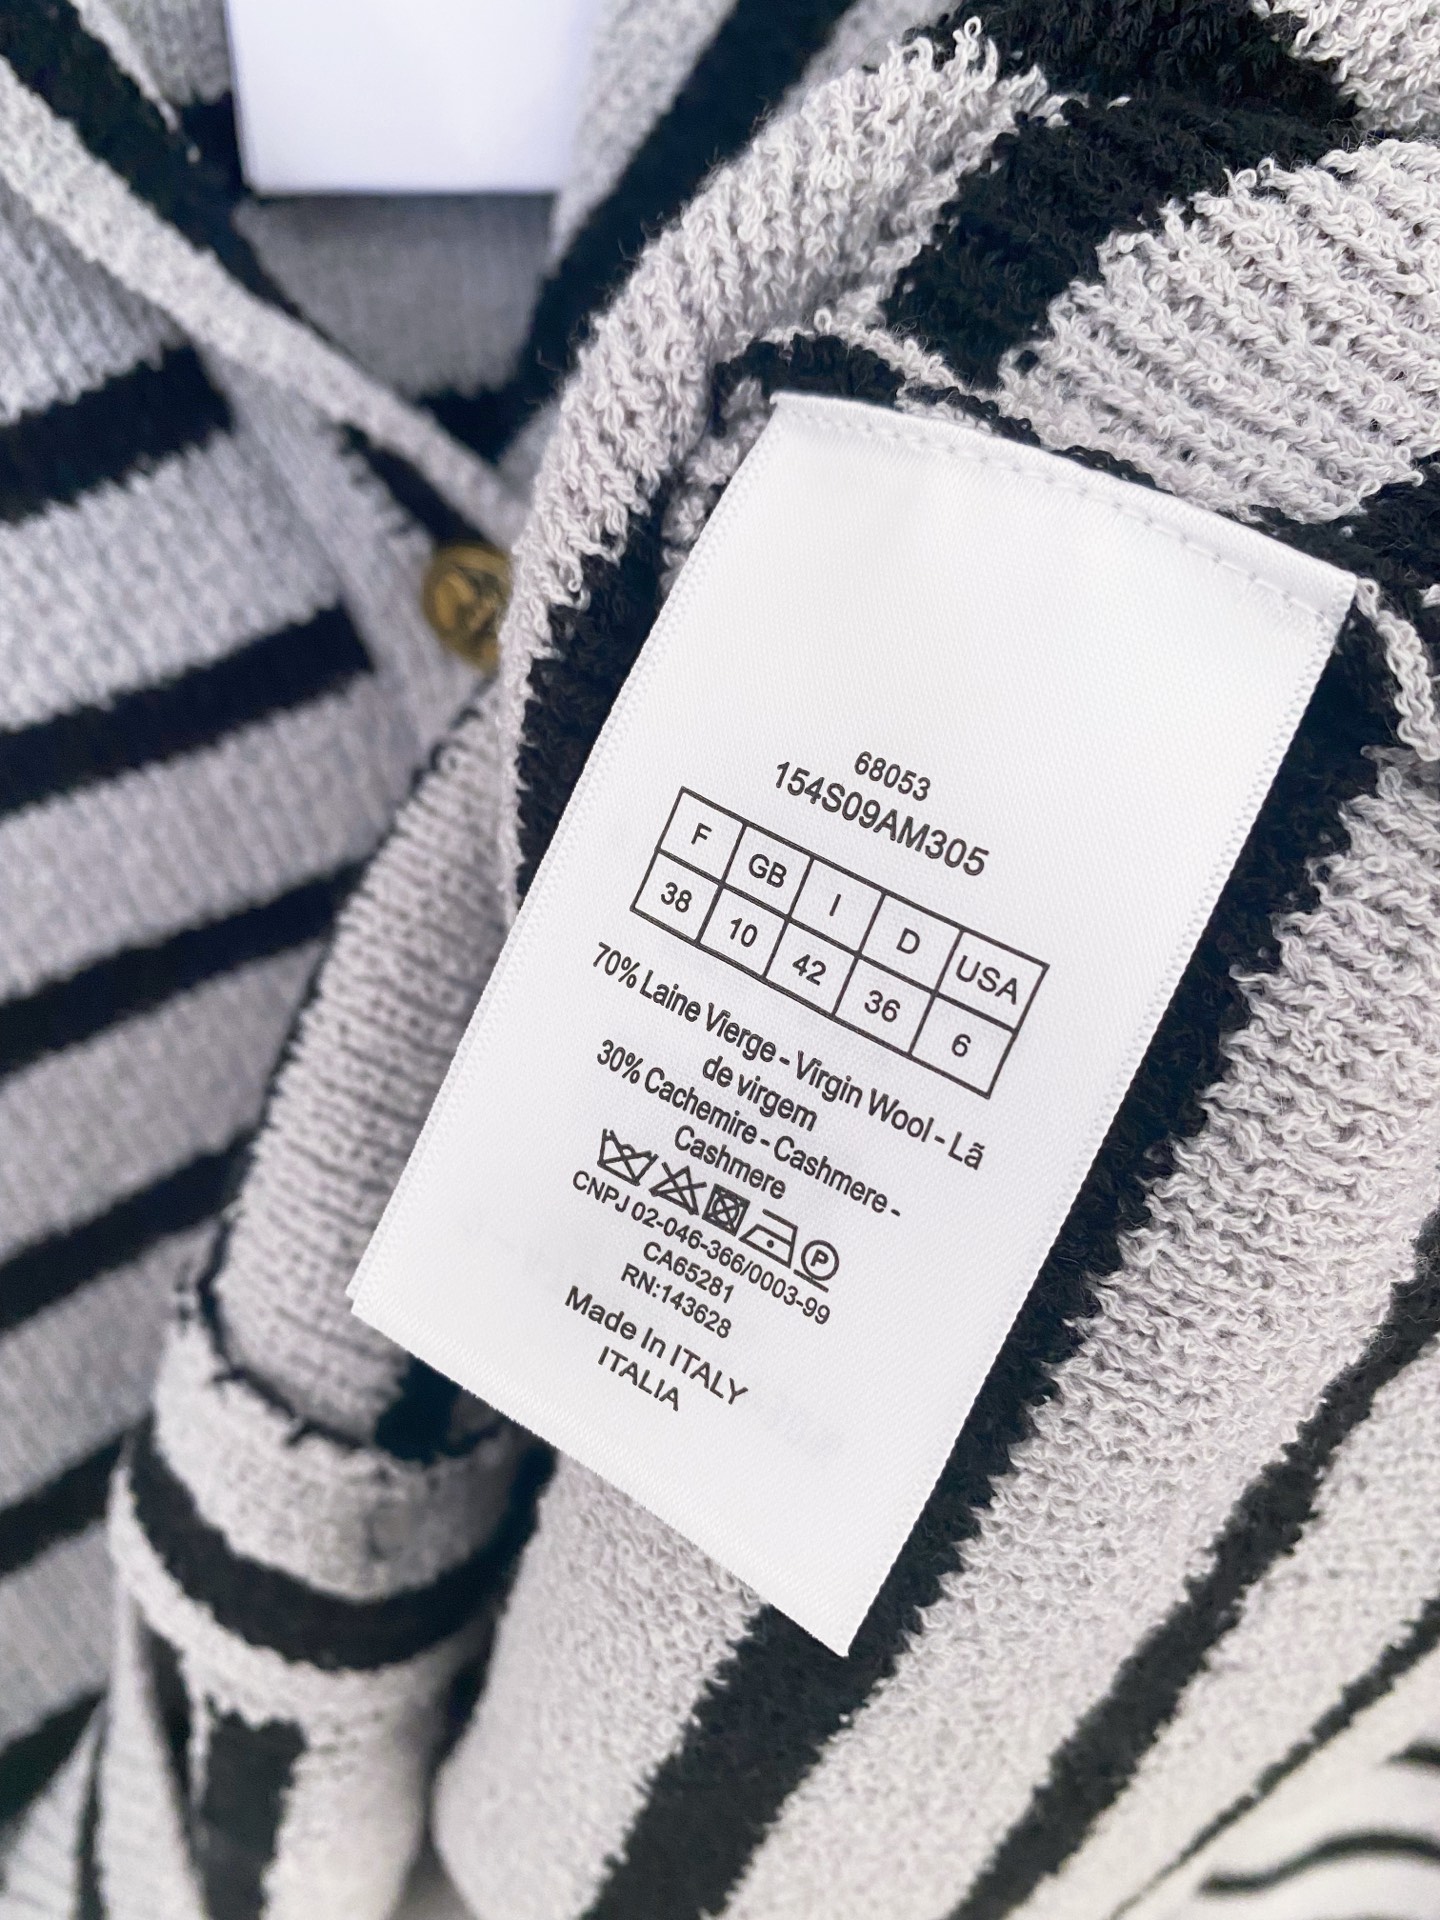 68053
154S09AM305
F GB I D USA
38 10 42 36 6
70% Laine Vierge - Virgin Wool - Lã
de virgem
30% Cachemire - Cashmere -
Cashmere
P
CNPJ 02-046-366/0003-99
CA65281
RN:143628
Made In ITALY
ITALIA